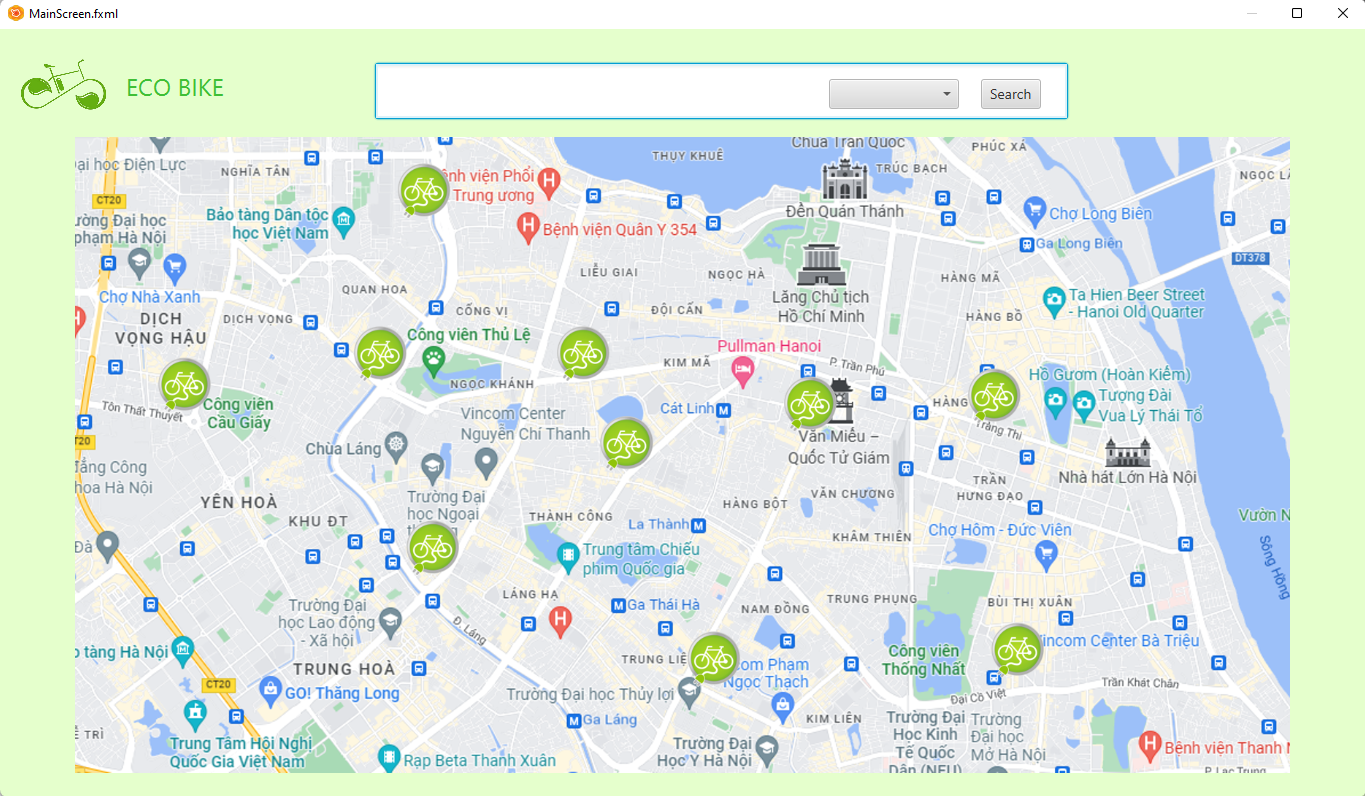 MainScreen.fxml
ECO BIKE
Search
ại học Điện Lực
NGHĨA TÂN
THỤY KHUÊ
Chùa Trấn Quốc
TRÚC BẠCH
PHÚC XÁ
NGỌC L
CT20
ường Đại học
phạm Hà Nội
Bảo tàng Dân tộc
học Việt Nam
ệnh viện Phổi
Trung ương
Bệnh viện Quân Y 354
Đền Quán Thánh
Chợ Long Biên
Ga Long Biên
DT378
Chợ Nhà Xanh
QUAN HOA
LIỄU GIAI
NGỌC HÀ
HÀNG MÃ
Lăng Chủ tịch
Hồ Chí Minh
Ta Hien Beer Street
- Hanoi Old Quarter
DỊCH
VỌNG HẬU
DỊCH VỌNG
CỐNG VỊ
ĐỘI CẤN
HÀNG BỒ
Công viên Thủ Lệ
Pullman Hanoi
KIM MÃ
P. Trần Phú
NGỌC KHÁNH
Hồ Gươm (Hoàn Kiếm)
Tượng Đài
Vua Lý Thái Tổ
Tôn Thất Thuyết
Công viên
Cầu Giấy
Vincom Center
Nguyễn Chí Thanh
Cát Linh
HÀNG
Tràng Thi
Văn Miếu –
Quốc Tử Giám
Chùa Láng
Nhà hát Lớn Hà Nội
T20
ẳng Công
hoa Hà Nội
YÊN HOÀ
KHU ĐT
Trường Đại
học Ngoại
THÀNH CÔNG
HÀNG BỘT
VĂN CHƯƠNG
TRẦN
HƯNG ĐẠO
La Thành
KHÂM THIÊN
Chợ Hôm - Đức Viên
Vườn N
Sông Hồng
Đà
Trung tâm Chiếu
phim Quốc gia
LÁNG HẠ
Ga Thái Hà
NAM ĐỒNG
TRUNG PHỤNG
BÙI THỊ XUÂN
Trường Đại
học Lao động
- Xã hội
Đ. Láng
incom Center Bà Triệu
o tàng Hà Nội
TRUNG HOÀ
TRUNG LIỆ
com Phạm
Ngọc Thạch
Công viên
Thống Nhất
CT20
GO! Thăng Long
Trường Đại học Thủy lợi
Đại Cồ Việt
Trần Khát Chân
Ga Láng
KIM LIÊN
Trường Đại
Học Kinh
Tế Quốc
Dân (NEU)
Trường
Đại học
Mở Hà Nội
Ễ TRÌ
Trung Tâm Hội Nghị
Quốc Gia Việt Nam
Rạp Beta Thanh Xuân
Trường Đại
Học Y Hà Nội
Bệnh viện Thanh N
P. Lạc Trung